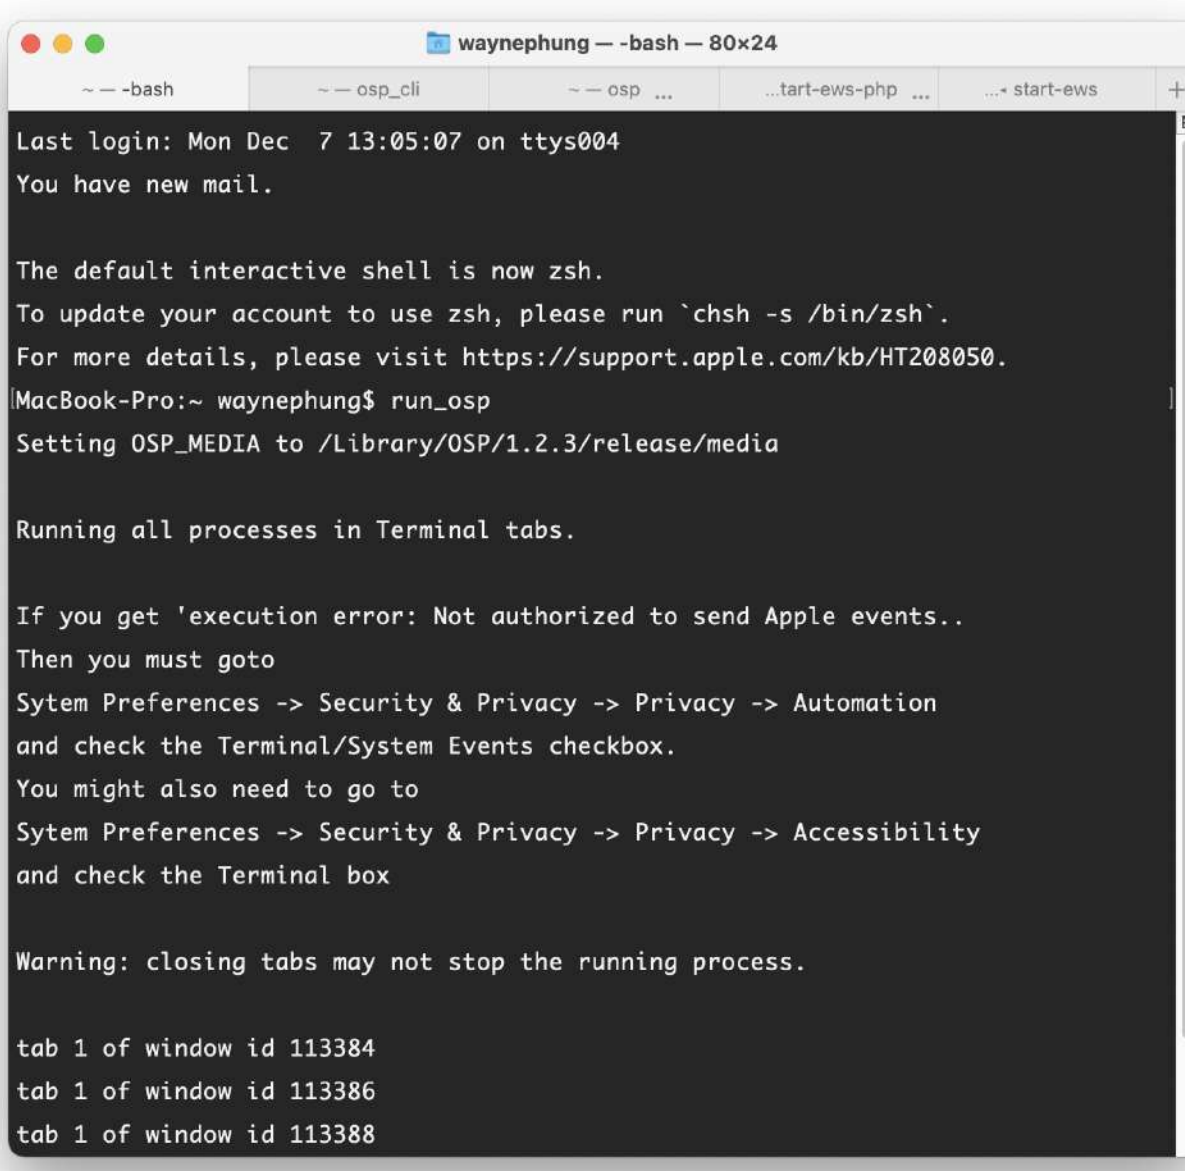 waynephung — -bash — 80×24
~ — -bash ~ — osp_cli ~ — osp ... ...tart-ews-php ... ...◂ start-ews +
Last login: Mon Dec  7 13:05:07 on ttys004
You have new mail.
The default interactive shell is now zsh.
To update your account to use zsh, please run `chsh -s /bin/zsh`.
For more details, please visit https://support.apple.com/kb/HT208050.
[MacBook-Pro:~ waynephung$ run_osp ]
Setting OSP_MEDIA to /Library/OSP/1.2.3/release/media
Running all processes in Terminal tabs.
If you get 'execution error: Not authorized to send Apple events..
Then you must goto
Sytem Preferences -> Security & Privacy -> Privacy -> Automation
and check the Terminal/System Events checkbox.
You might also need to go to
Sytem Preferences -> Security & Privacy -> Privacy -> Accessibility
and check the Terminal box
Warning: closing tabs may not stop the running process.
tab 1 of window id 113384
tab 1 of window id 113386
tab 1 of window id 113388